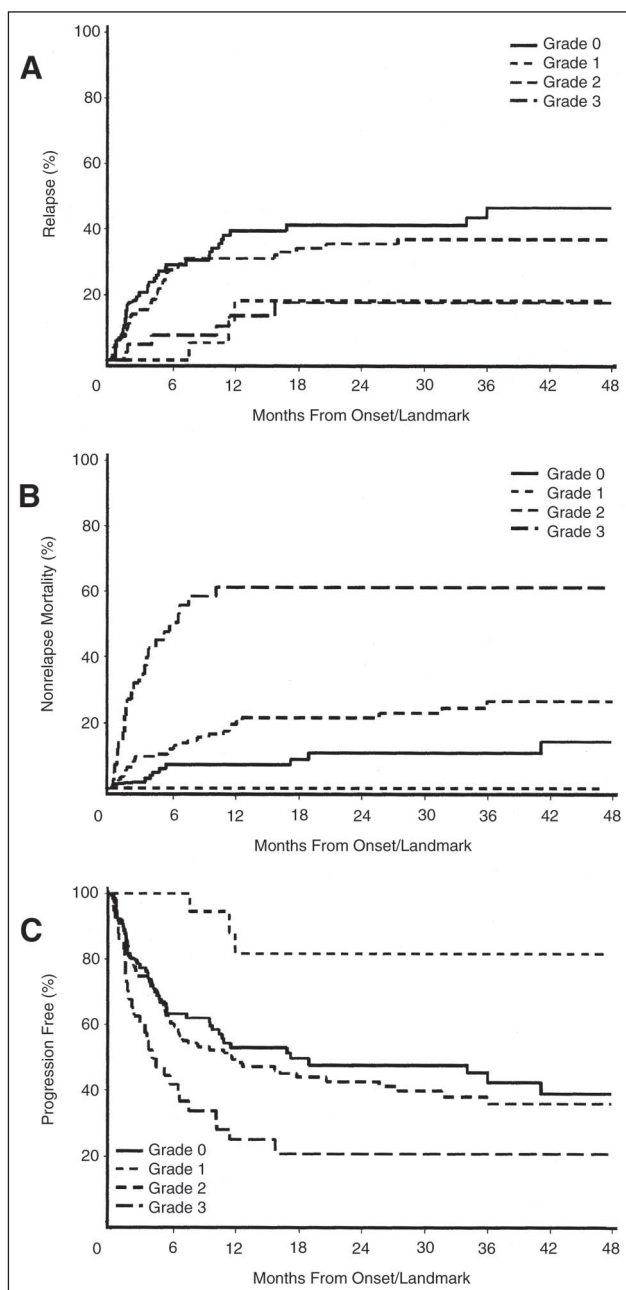 A
Relapse (%)
100
80
60
40
20
0
6
12
18
24
30
36
42
48
Months From Onset/Landmark
Grade 0
Grade 1
Grade 2
Grade 3
B
Nonrelapse Mortality (%)
100
80
60
40
20
0
6
12
18
24
30
36
42
48
Months From Onset/Landmark
Grade 0
Grade 1
Grade 2
Grade 3
C
Progression Free (%)
100
80
60
40
20
0
6
12
18
24
30
36
42
48
Months From Onset/Landmark
Grade 0
Grade 1
Grade 2
Grade 3